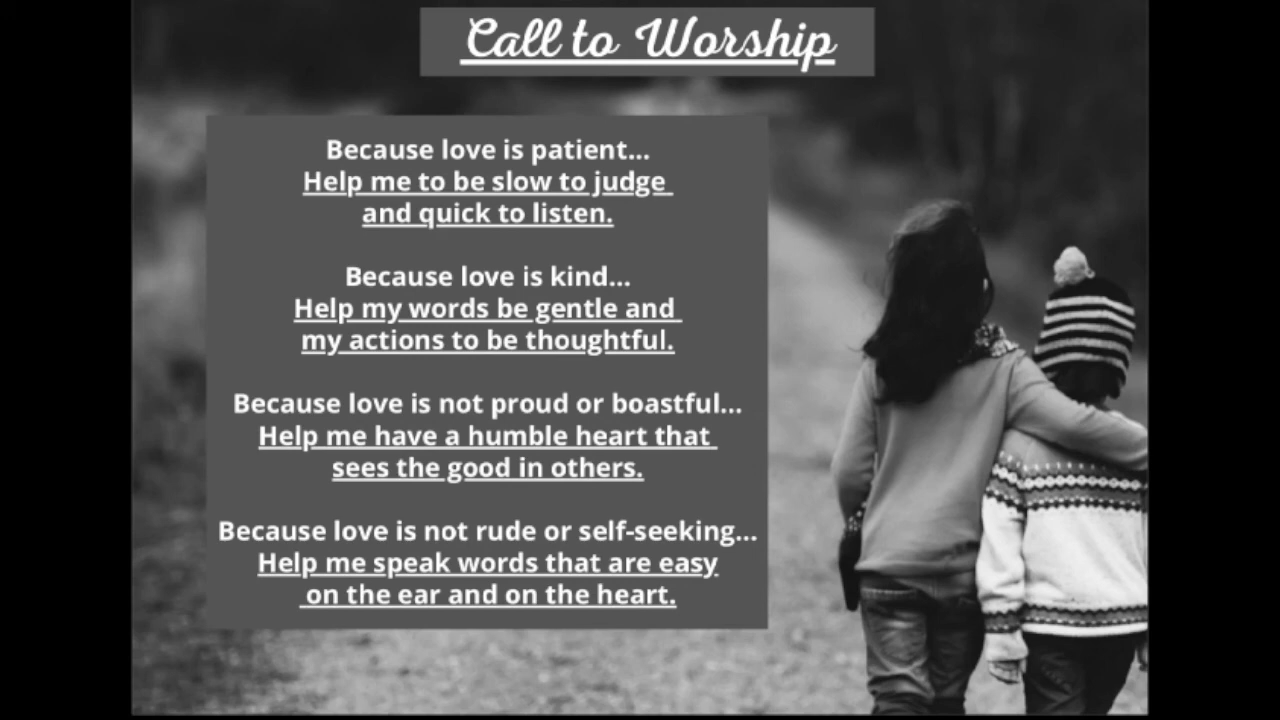 Call to Worship
Because love is patient...
Help me to be slow to judge
and quick to listen.
Because love is kind...
Help my words be gentle and
my actions to be thoughtful.
Because love is not proud or boastful...
Help me have a humble heart that
sees the good in others.
Because love is not rude or self-seeking...
Help me speak words that are easy
on the ear and on the heart.